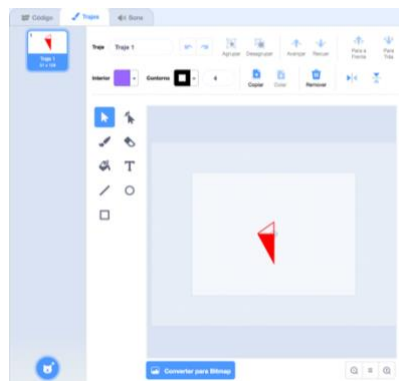 Código Trajes Sons
1
Traje 1
Traje Traje 1
Agrupar Desagrupar Avançar Recuar Para a Frente Para Trás
Interior Contorno 4 Copiar Colar Remover
T
Converter para Bitmap